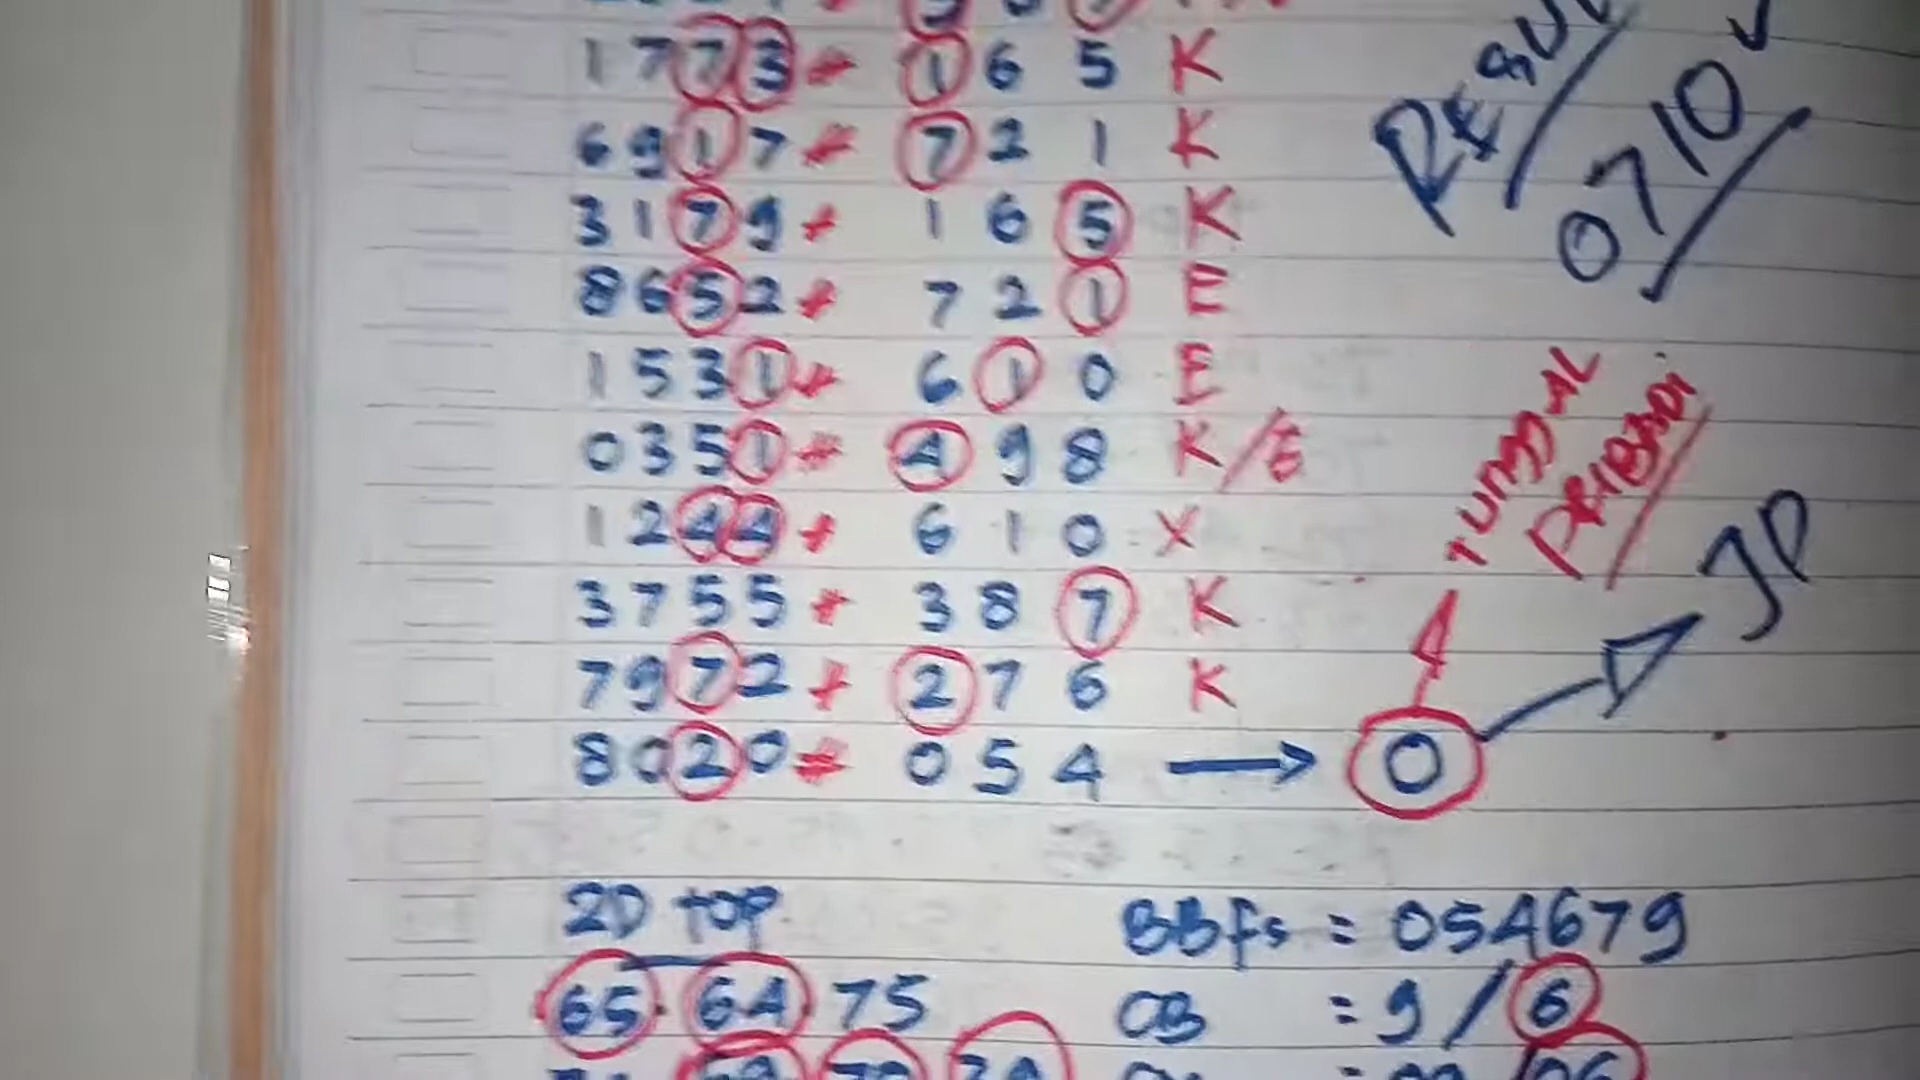 1773 * 165 K
6917 * 721 K
3179 * 165 K
8652 * 721 E
1531 * 610 E
0351 * 498 K/E
1244 * 610 X
3755 * 387 K
7972 * 276 K
8020 * 054 → 0
0710
TUNGGAL
PRIBADI
JP
2D top
65 64 75
BBfs = 054679
OB = 9/6